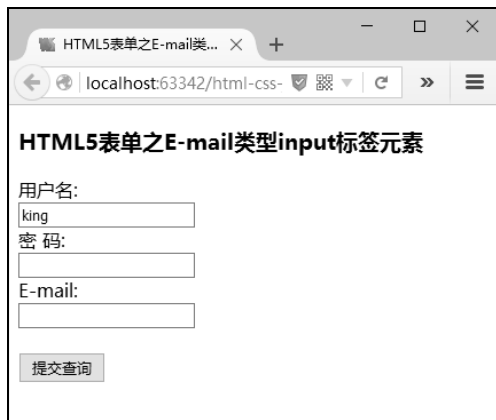 HTML5表单之E-mail类...
localhost:63342/html-css-
HTML5表单之E-mail类型input标签元素
用户名:
king
密 码:
E-mail:
提交查询